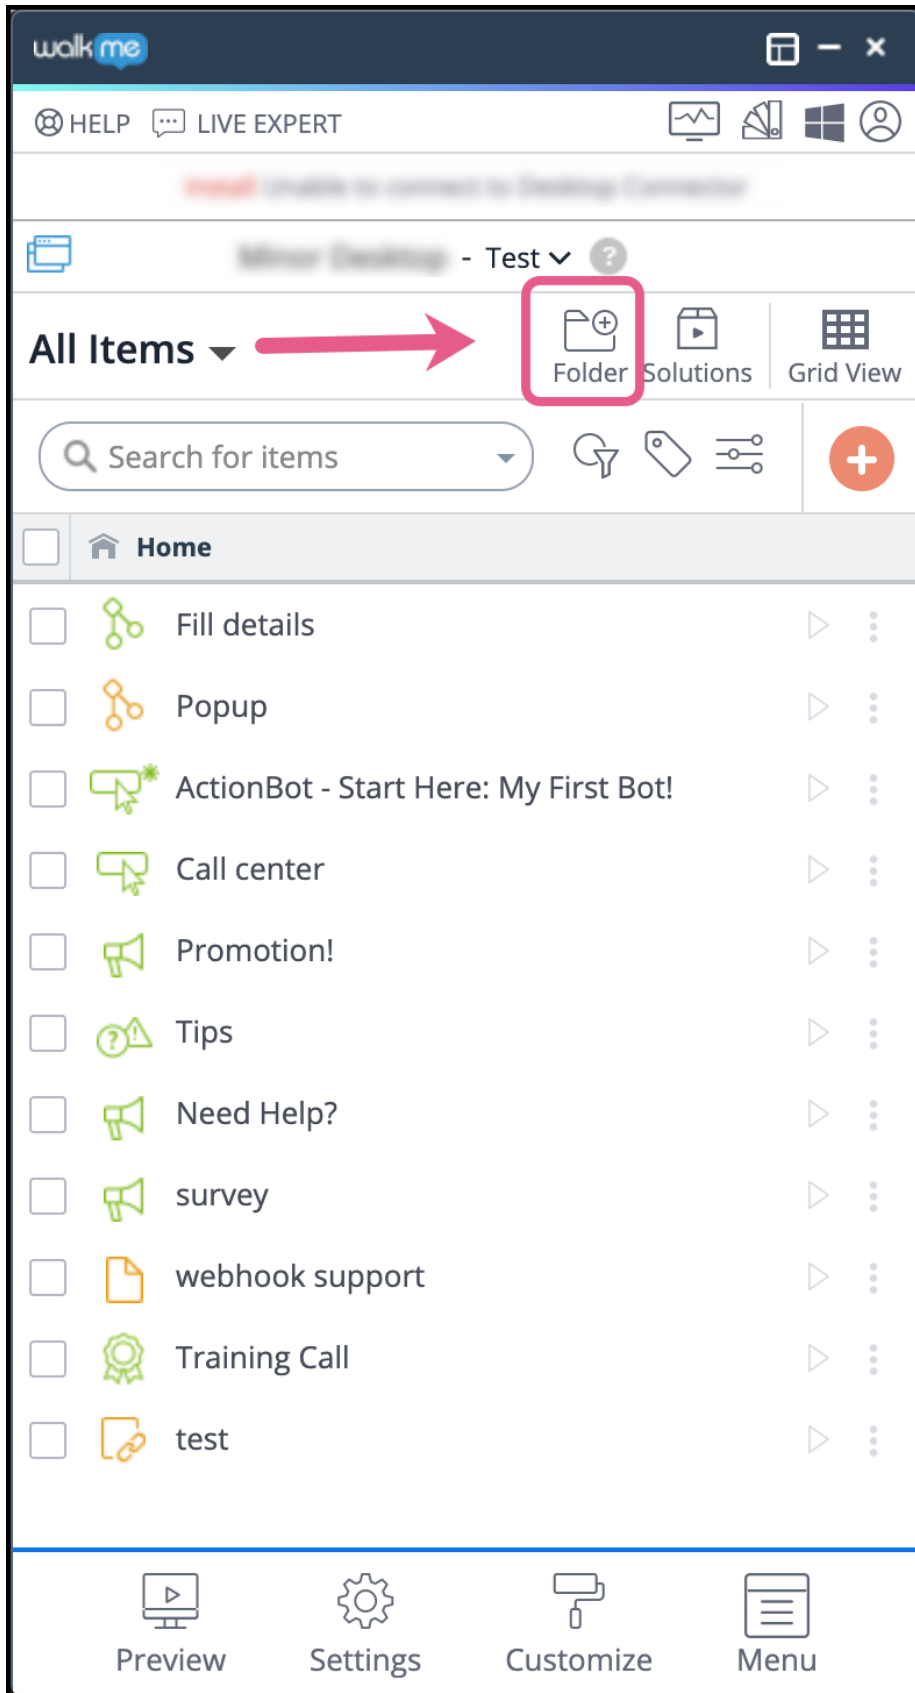 walkme
HELP LIVE EXPERT
- Test
All Items
Folder Solutions Grid View
Search for items
Home
Fill details
Popup
ActionBot - Start Here: My First Bot!
Call center
Promotion!
Tips
Need Help?
survey
webhook support
Training Call
test
Preview Settings Customize Menu